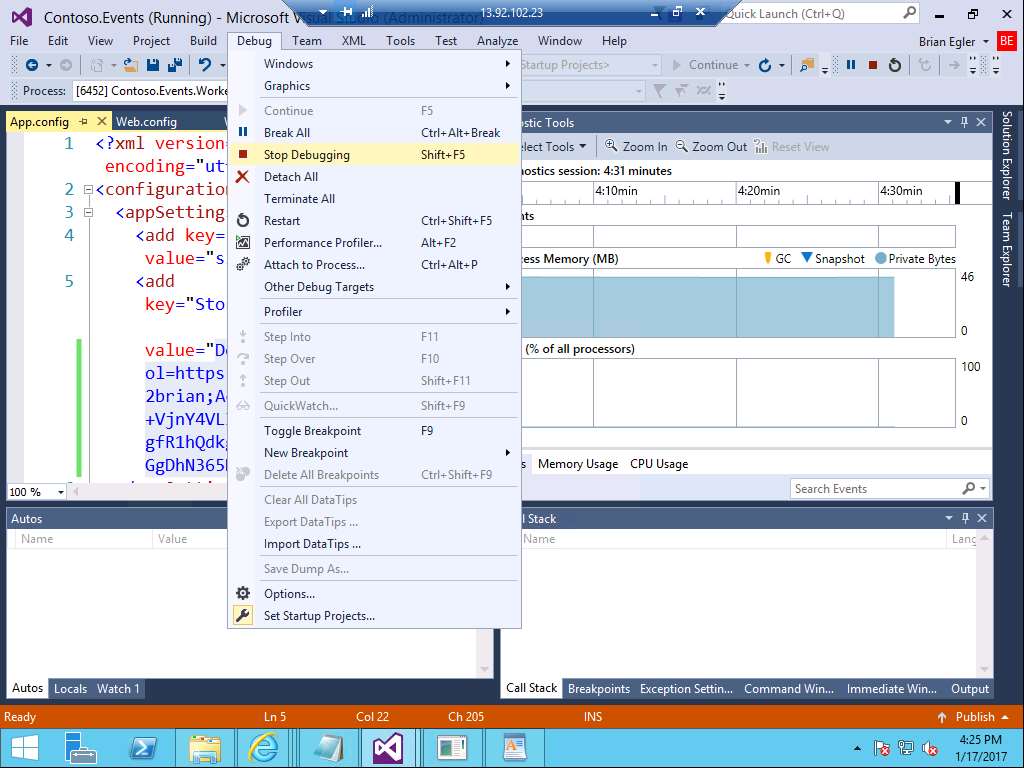 13.92.102.23
Contoso.Events (Running) - Microsoft Visual Studio (Administrator)
Quick Launch (Ctrl+Q)
File Edit View Project Build Debug Team XML Tools Test Analyze Window Help
Brian Egler BE
Startup Projects> Continue
Process: [6452] Contoso.Events.Worke
App.config Web.config
1 <?xml version=
encoding="ut
2 <configuration
3 <appSetting
4 <add key=
value="s
5 <add
key="Sto
value="De
ol=https
2brian;A
+VjnY4VL
gfR1hQdkg
GgDhN365
100 %
Windows
Graphics
Continue F5
Break All Ctrl+Alt+Break
Stop Debugging Shift+F5
Detach All
Terminate All
Restart Ctrl+Shift+F5
Performance Profiler... Alt+F2
Attach to Process... Ctrl+Alt+P
Other Debug Targets
Profiler
Step Into F11
Step Over F10
Step Out Shift+F11
QuickWatch... Shift+F9
Toggle Breakpoint F9
New Breakpoint
Delete All Breakpoints Ctrl+Shift+F9
Clear All DataTips
Export DataTips ...
Import DataTips ...
Save Dump As...
Options...
Set Startup Projects...
ostic Tools
lect Tools Zoom In Zoom Out Reset View
nostics session: 4:31 minutes
4:10min 4:20min 4:30min
nts
cess Memory (MB) GC Snapshot Private Bytes
46
0
(% of all processors)
100
0
s Memory Usage CPU Usage
Search Events
Solution Explorer
Team Explorer
Autos
Name Value
Autos Locals Watch 1
l Stack
Name Lang
Call Stack Breakpoints Exception Settin... Command Win... Immediate Win... Output
Ready Ln 5 Col 22 Ch 205 INS Publish
4:25 PM
1/17/2017